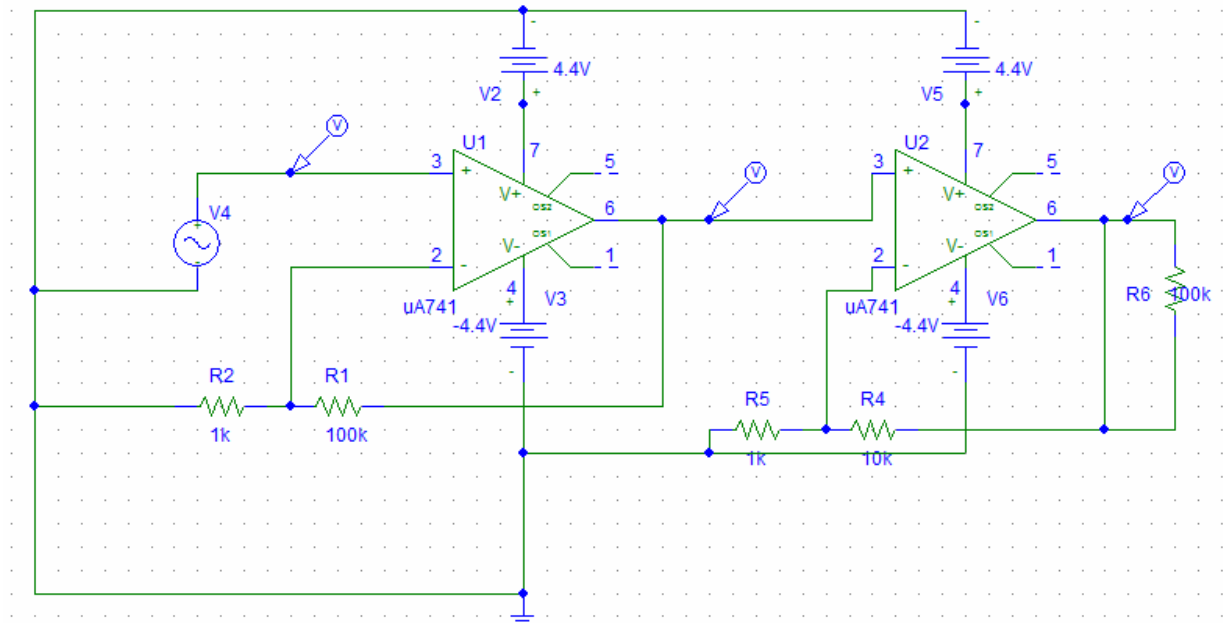 -
-
4.4V
4.4V
V2
+
V5
+
V
U1
7
U2
7
V
V
3
+
5
3
+
5
V+
OS2
V+
OS2
V4
+
6
6
-
OS1
OS1
V-
V-
2
-
1
2
-
1
4
+
V3
4
+
V6
R6
100k
uA741
-4.4V
uA741
-4.4V
-
-
R2
R1
R5
R4
1k
100k
1k
10k